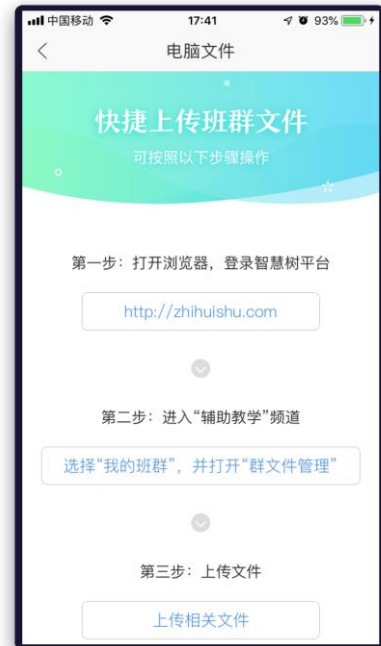 中国移动 17:41 93%
电脑文件
快捷上传班群文件
可按照以下步骤操作
第一步：打开浏览器，登录智慧树平台
http://zhihuishu.com
第二步：进入“辅助教学”频道
选择“我的班群”，并打开“群文件管理”
第三步：上传文件
上传相关文件